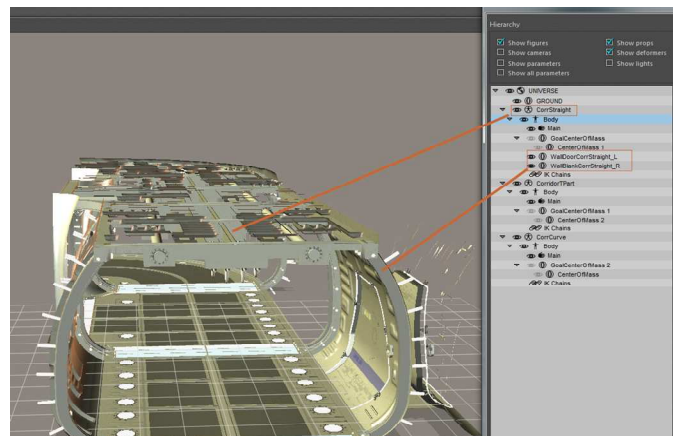 Hierarchy
Show figures Show props
Show cameras Show deformers
Show parameters Show lights
Show all parameters
UNIVERSE
GROUND
CorrStraight
Body
Main
GoalCenterOfMass
CenterOfMass 1
WallDoorCorrStraight_L
WallBlankCorrStraight_R
IK Chains
CorridorTPart
Body
Main
GoalCenterOfMass 1
CenterOfMass 2
IK Chains
CorrCurve
Body
Main
GoalCenterOfMass 2
CenterOfMass
IK Chains